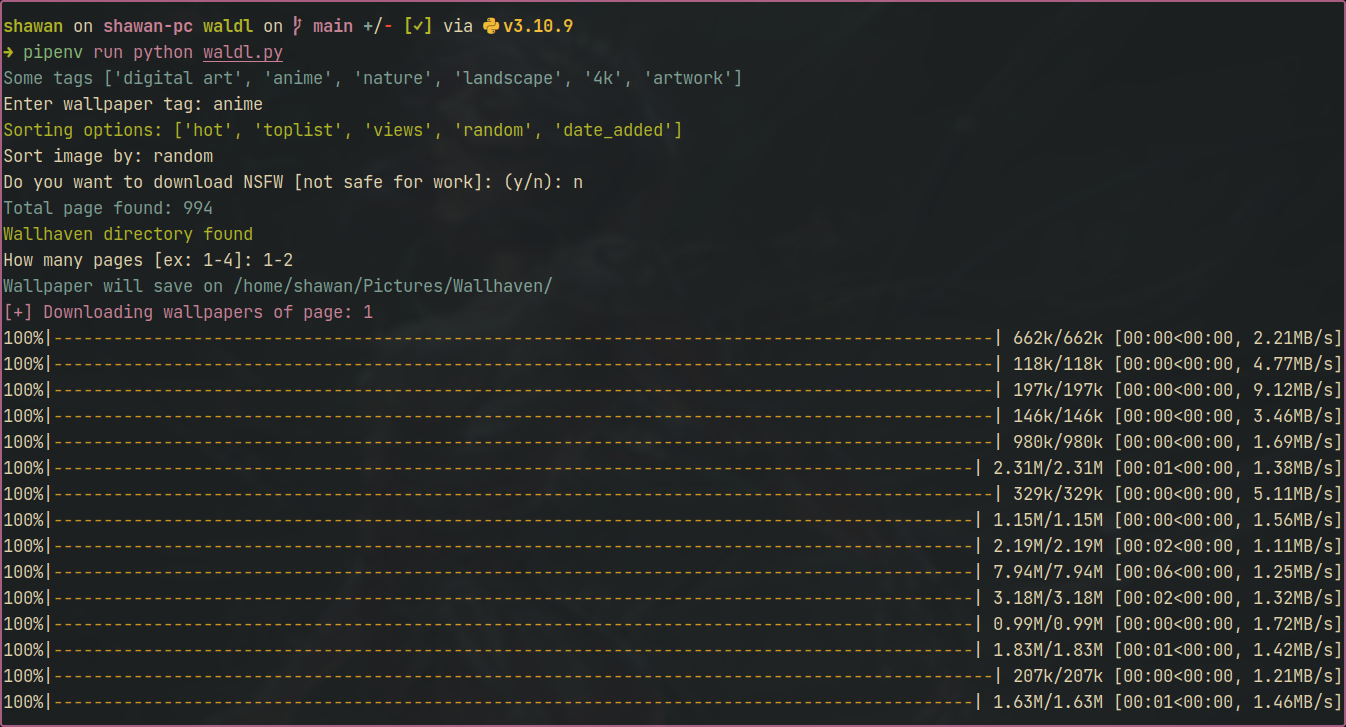 shawan on shawan-pc waldl on main +/- [✓] via v3.10.9
➜ pipenv run python waldl.py
Some tags ['digital art', 'anime', 'nature', 'landscape', '4k', 'artwork']
Enter wallpaper tag: anime
Sorting options: ['hot', 'toplist', 'views', 'random', 'date_added']
Sort image by: random
Do you want to download NSFW [not safe for work]: (y/n): n
Total page found: 994
Wallhaven directory found
How many pages [ex: 1-4]: 1-2
Wallpaper will save on /home/shawan/Pictures/Wallhaven/
[+] Downloading wallpapers of page: 1
100%|----------------------------------------------------------------------------------------------| 662k/662k [00:00<00:00, 2.21MB/s]
100%|----------------------------------------------------------------------------------------------| 118k/118k [00:00<00:00, 4.77MB/s]
100%|----------------------------------------------------------------------------------------------| 197k/197k [00:00<00:00, 9.12MB/s]
100%|----------------------------------------------------------------------------------------------| 146k/146k [00:00<00:00, 3.46MB/s]
100%|----------------------------------------------------------------------------------------------| 980k/980k [00:00<00:00, 1.69MB/s]
100%|--------------------------------------------------------------------------------------------| 2.31M/2.31M [00:01<00:00, 1.38MB/s]
100%|----------------------------------------------------------------------------------------------| 329k/329k [00:00<00:00, 5.11MB/s]
100%|--------------------------------------------------------------------------------------------| 1.15M/1.15M [00:00<00:00, 1.56MB/s]
100%|--------------------------------------------------------------------------------------------| 2.19M/2.19M [00:02<00:00, 1.11MB/s]
100%|--------------------------------------------------------------------------------------------| 7.94M/7.94M [00:06<00:00, 1.25MB/s]
100%|--------------------------------------------------------------------------------------------| 3.18M/3.18M [00:02<00:00, 1.32MB/s]
100%|--------------------------------------------------------------------------------------------| 0.99M/0.99M [00:00<00:00, 1.72MB/s]
100%|--------------------------------------------------------------------------------------------| 1.83M/1.83M [00:01<00:00, 1.42MB/s]
100%|----------------------------------------------------------------------------------------------| 207k/207k [00:00<00:00, 1.21MB/s]
100%|--------------------------------------------------------------------------------------------| 1.63M/1.63M [00:01<00:00, 1.46MB/s]